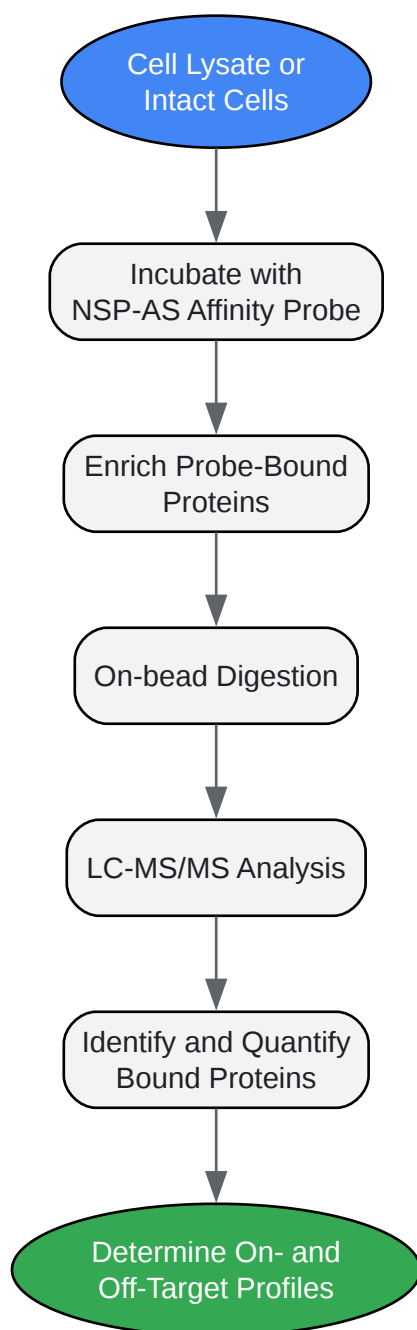 Cell Lysate or
Intact Cells
Incubate with
NSP-AS Affinity Probe
Enrich Probe-Bound
Proteins
On-bead Digestion
LC-MS/MS Analysis
Identify and Quantify
Bound Proteins
Determine On- and
Off-Target Profiles